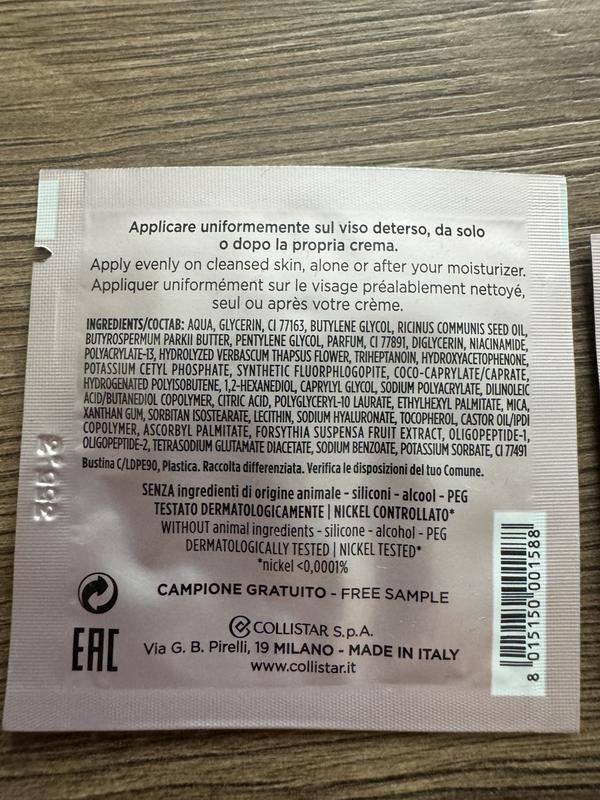 Applicare uniformemente sul viso deterso, da solo
o dopo la propria crema.
Apply evenly on cleansed skin, alone or after your moisturizer.
Appliquer uniformément sur le visage préalablement nettoyé,
seul ou après votre crème.
INGREDIENTS/COCTAB: AQUA, GLYCERIN, CI 77163, BUTYLENE GLYCOL, RICINUS COMMUNIS SEED OIL,
BUTYROSPERMUM PARKII BUTTER, PENTYLENE GLYCOL, PARFUM, CI 77891, DIGLYCERIN, NIACINAMIDE,
POLYACRYLATE-13, HYDROLYZED VERBASCUM THAPSUS FLOWER, TRIHEPTANOIN, HYDROXYACETOPHENONE,
POTASSIUM CETYL PHOSPHATE, SYNTHETIC FLUORPHLOGOPITE, COCO-CAPRYLATE/CAPRATE,
HYDROGENATED POLYISOBUTENE, 1,2-HEXANEDIOL, CAPRYLYL GLYCOL, SODIUM POLYACRYLATE, DILINOLEIC
ACID/BUTANEDIOL COPOLYMER, CITRIC ACID, POLYGLYCERYL-10 LAURATE, ETHYLHEXYL PALMITATE, MICA,
XANTHAN GUM, SORBITAN ISOSTEARATE, LECITHIN, SODIUM HYALURONATE, TOCOPHEROL, CASTOR OIL/IPDI
COPOLYMER, ASCORBYL PALMITATE, FORSYTHIA SUSPENSA FRUIT EXTRACT, OLIGOPEPTIDE-1,
OLIGOPEPTIDE-2, TETRASODIUM GLUTAMATE DIACETATE, SODIUM BENZOATE, POTASSIUM SORBATE, CI 77491
Bustina C/LDPE90, Plastica. Raccolta differenziata. Verifica le disposizioni del tuo Comune.
SENZA ingredienti di origine animale - siliconi - alcool - PEG
TESTATO DERMATOLOGICAMENTE | NICKEL CONTROLLATO*
WITHOUT animal ingredients - silicone - alcohol - PEG
DERMATOLOGICALLY TESTED | NICKEL TESTED*
*nickel <0,0001%
CAMPIONE GRATUITO - FREE SAMPLE
EAC
COLLISTAR S.p.A.
Via G. B. Pirelli, 19 MILANO - MADE IN ITALY
www.collistar.it
8 015150 001588